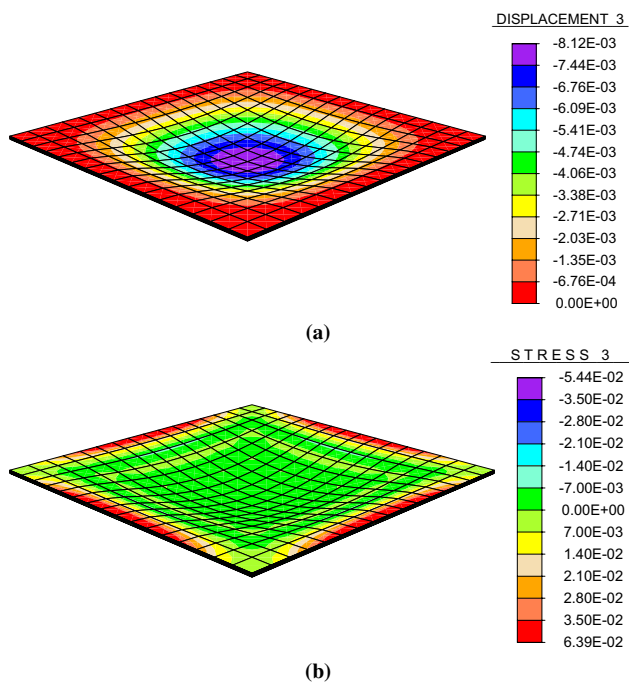 DISPLACEMENT 3
-8.12E-03
-7.44E-03
-6.76E-03
-6.09E-03
-5.41E-03
-4.74E-03
-4.06E-03
-3.38E-03
-2.71E-03
-2.03E-03
-1.35E-03
-6.76E-04
0.00E+00
(a)
STRESS 3
-5.44E-02
-3.50E-02
-2.80E-02
-2.10E-02
-1.40E-02
-7.00E-03
0.00E+00
7.00E-03
1.40E-02
2.10E-02
2.80E-02
3.50E-02
6.39E-02
(b)